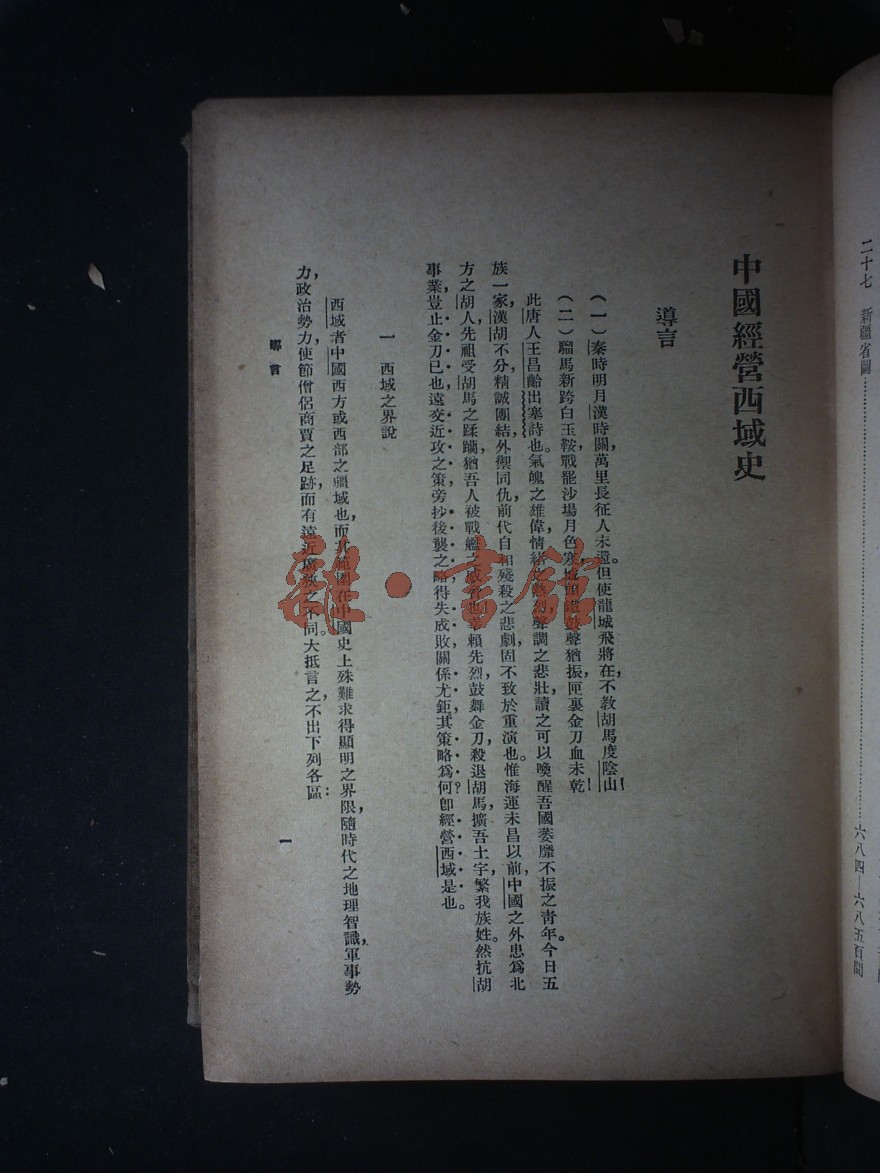 二十七　新疆省圖
六八四—六八五頁間
中國經營西域史
導言
（一）秦時明月漢時關，萬里長征人未還。但使龍城飛將在，不教胡馬度陰山！
（二）騮馬新跨白玉鞍，戰罷沙場月色寒。城頭鐵鼓聲猶振，匣裏金刀血未乾！
此唐人王昌齡出塞詩也。氣魄之雄偉，情緒之熱烈，聲調之悲壯，讀之可以喚醒吾國萎靡不振之青年。今日五
族一家，漢胡不分，精誠團結，外禦同仇，前代自相殘殺之悲劇，固不致於重演也。惟海運未昌以前，中國之外患爲北
方之胡人，先祖受胡馬之蹂躪，猶吾人被戰艦之威脅也。幸賴先烈，鼓舞金刀，殺退胡馬，擴吾土宇，繁我族姓。然抗胡
事業，豈止金刀已也，遠交近攻之策，旁抄後襲之略，得失成敗，關係尤鉅，其策略爲何？卽經營西域是也。
一　西域之界說
西域者，中國西方或西部之疆域也，而其範圍在中國史上殊難求得顯明之界限，隨時代之地理智識，軍事勢
力，政治勢力，使節僧侶商賈之足跡，而有遠近廣狹之不同。大抵言之，不出下列各區：
一
雜·書館